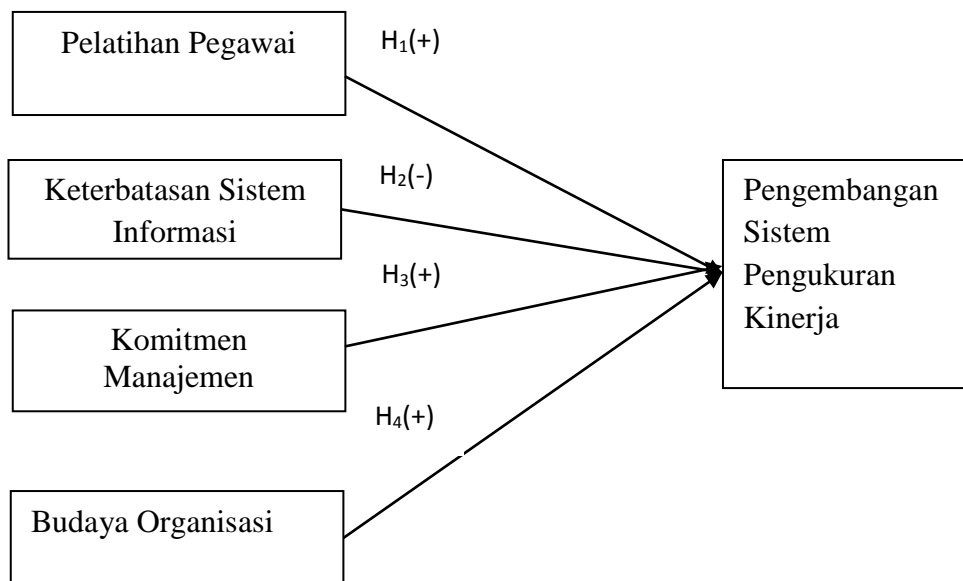 Pelatihan Pegawai
H₁(+)
Keterbatasan Sistem
Informasi
H₂(-)
Komitmen
Manajemen
H₃(+)
Budaya Organisasi
H₄(+)
Pengembangan
Sistem
Pengukuran
Kinerja